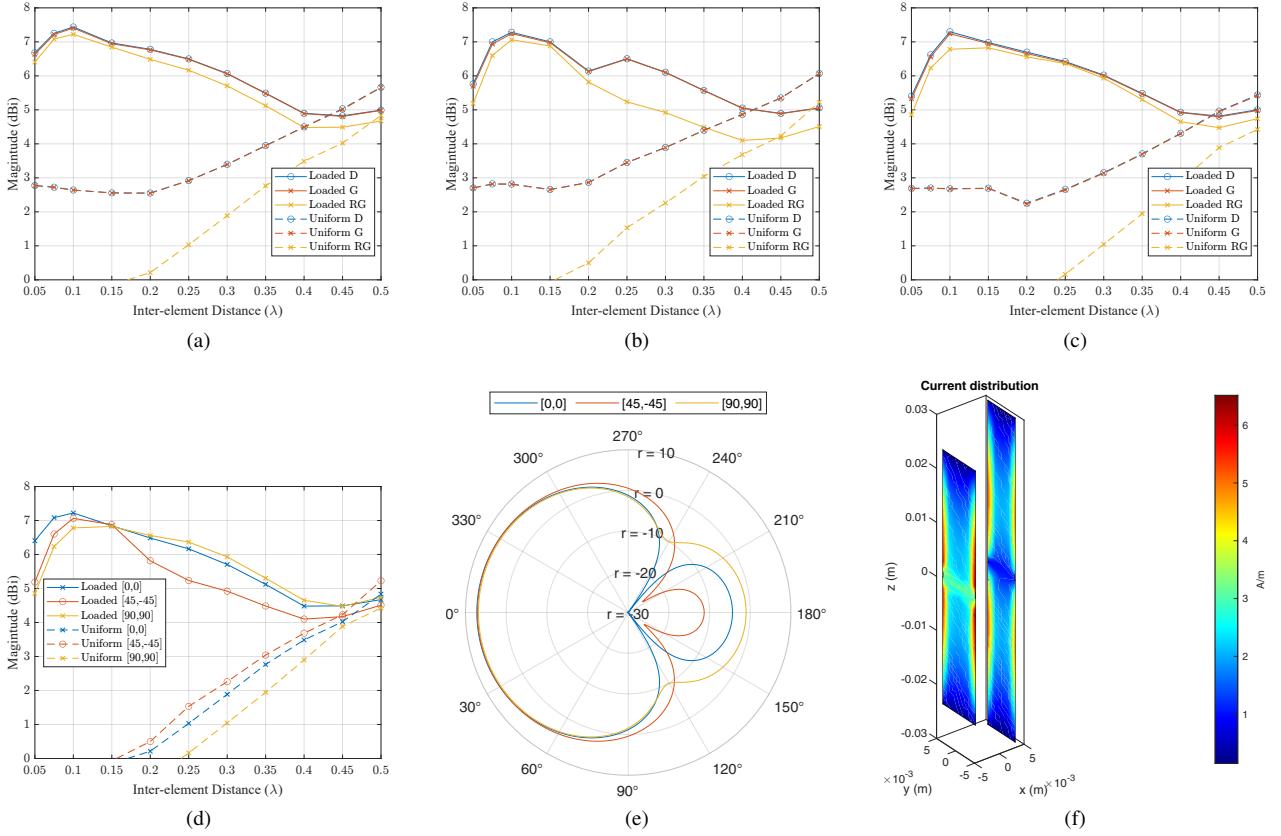 8
7
6
5
4
3
2
1
0
Magintude (dBi)
0.05 0.1 0.15 0.2 0.25 0.3 0.35 0.4 0.45 0.5
Inter-element Distance (λ)
Loaded D
Loaded G
Loaded RG
Uniform D
Uniform G
Uniform RG
(a)
8
7
6
5
4
3
2
1
0
Magintude (dBi)
0.05 0.1 0.15 0.2 0.25 0.3 0.35 0.4 0.45 0.5
Inter-element Distance (λ)
Loaded D
Loaded G
Loaded RG
Uniform D
Uniform G
Uniform RG
(b)
8
7
6
5
4
3
2
1
0
Magintude (dBi)
0.05 0.1 0.15 0.2 0.25 0.3 0.35 0.4 0.45 0.5
Inter-element Distance (λ)
Loaded D
Loaded G
Loaded RG
Uniform D
Uniform G
Uniform RG
(c)
8
7
6
5
4
3
2
1
0
Magintude (dBi)
0.05 0.1 0.15 0.2 0.25 0.3 0.35 0.4 0.45 0.5
Inter-element Distance (λ)
Loaded [0,0]
Loaded [45,-45]
Loaded [90,90]
Uniform [0,0]
Uniform [45,-45]
Uniform [90,90]
(d)
[0,0] [45,-45] [90,90]
270°
300° 240°
330° 210°
0° 180°
30° 150°
60° 120°
90°
r = 10
r = 0
r = -10
r = -20
r = -30
(e)
Current distribution
0.03
0.02
0.01
0
-0.01
-0.02
-0.03
z (m)
5
0
-5
×10⁻³
y (m)
-5
0
5
x (m) ×10⁻³
6
5
4
3
2
1
A/m
(f)